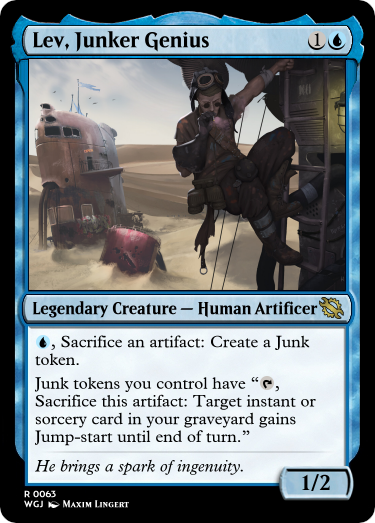 Lev, Junker Genius 1
Legendary Creature — Human Artificer
, Sacrifice an artifact: Create a Junk
token.
Junk tokens you control have “ ,
Sacrifice this artifact: Target instant or
sorcery card in your graveyard gains
Jump-start until end of turn.”
He brings a spark of ingenuity.
1/2
R 0063
WGJ Maxim Lingert